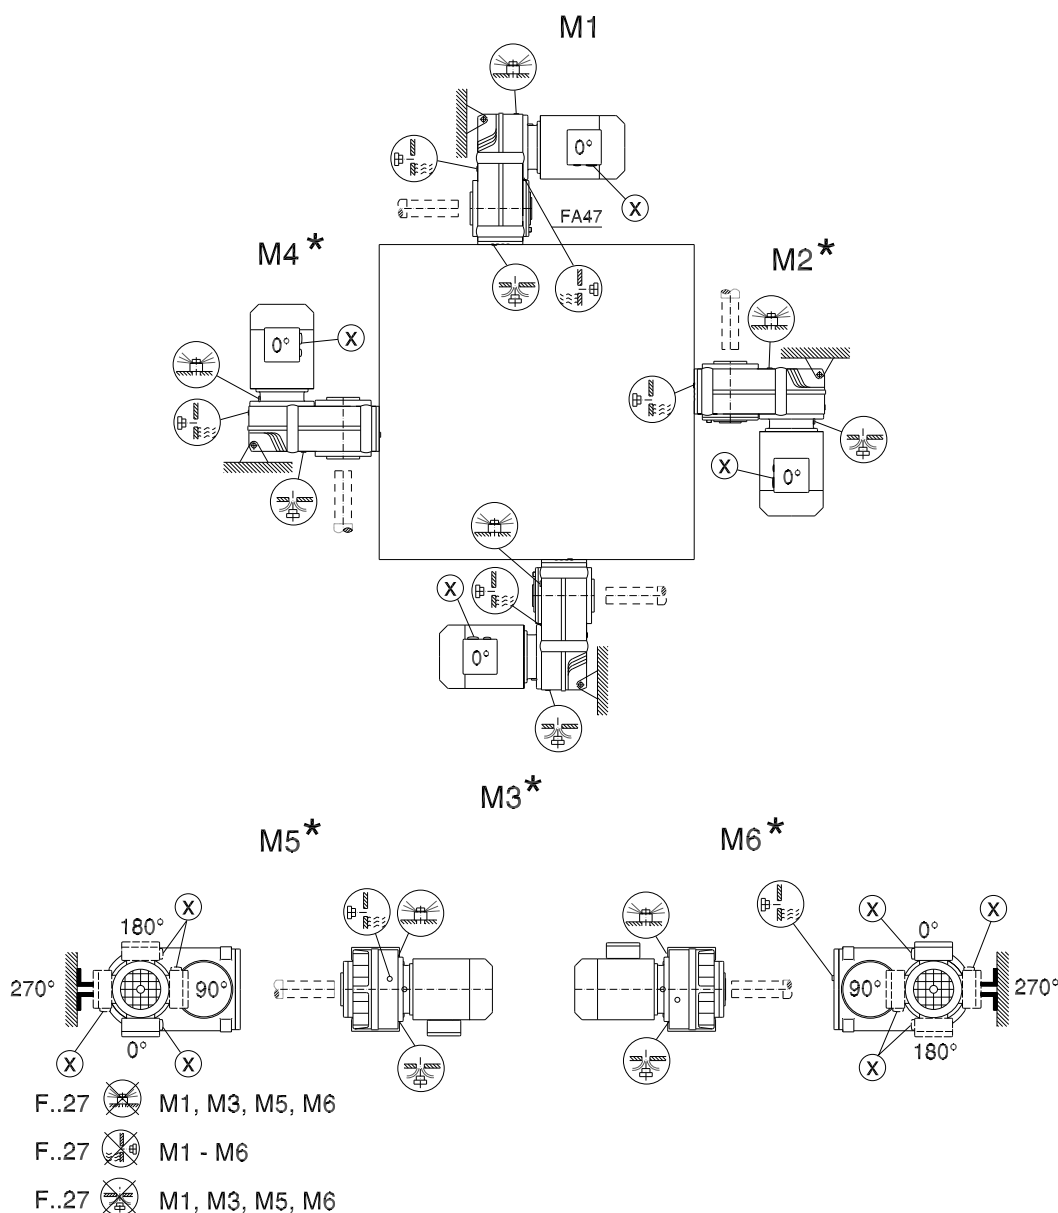 M1
0°
X
FA47
M4*
M2*
0°
X
X
0°
X
0°
M3*
M5*
M6*
X
X
X
180°
0°
270°
90°
90°
270°
0°
180°
X
X
X
F..27 M1, M3, M5, M6
F..27 M1 - M6
F..27 M1, M3, M5, M6